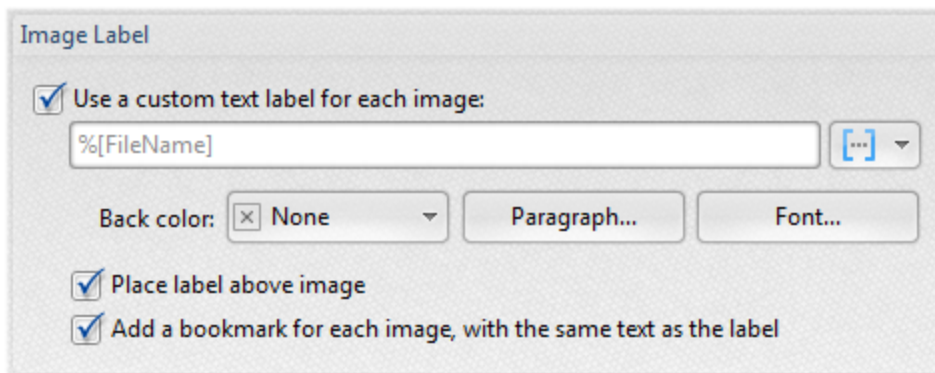 Image Label
Use a custom text label for each image:
%[FileName]
Back color: None Paragraph... Font...
Place label above image
Add a bookmark for each image, with the same text as the label